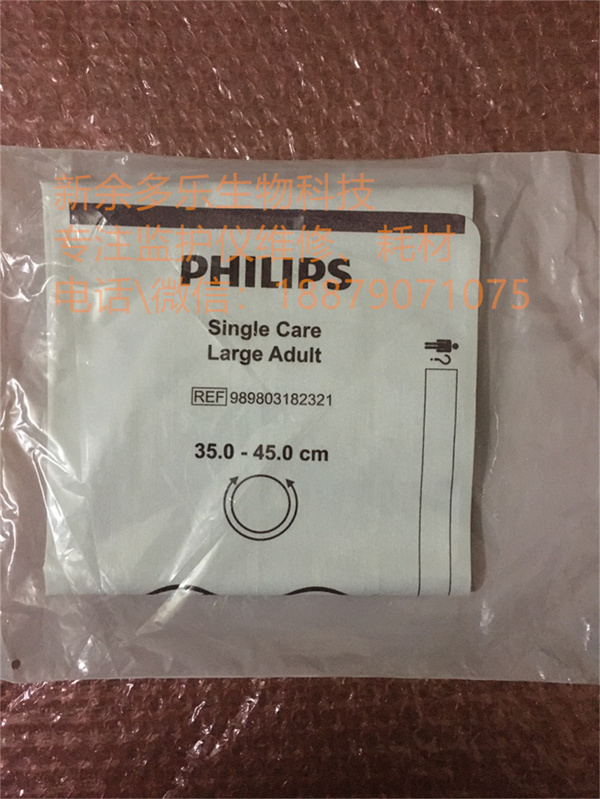 新余多乐生物科技
专注监护仪维修、耗材
PHILIPS
电话\微信：18879071075
Single Care
Large Adult
REF 989803182321
35.0 - 45.0 cm
?